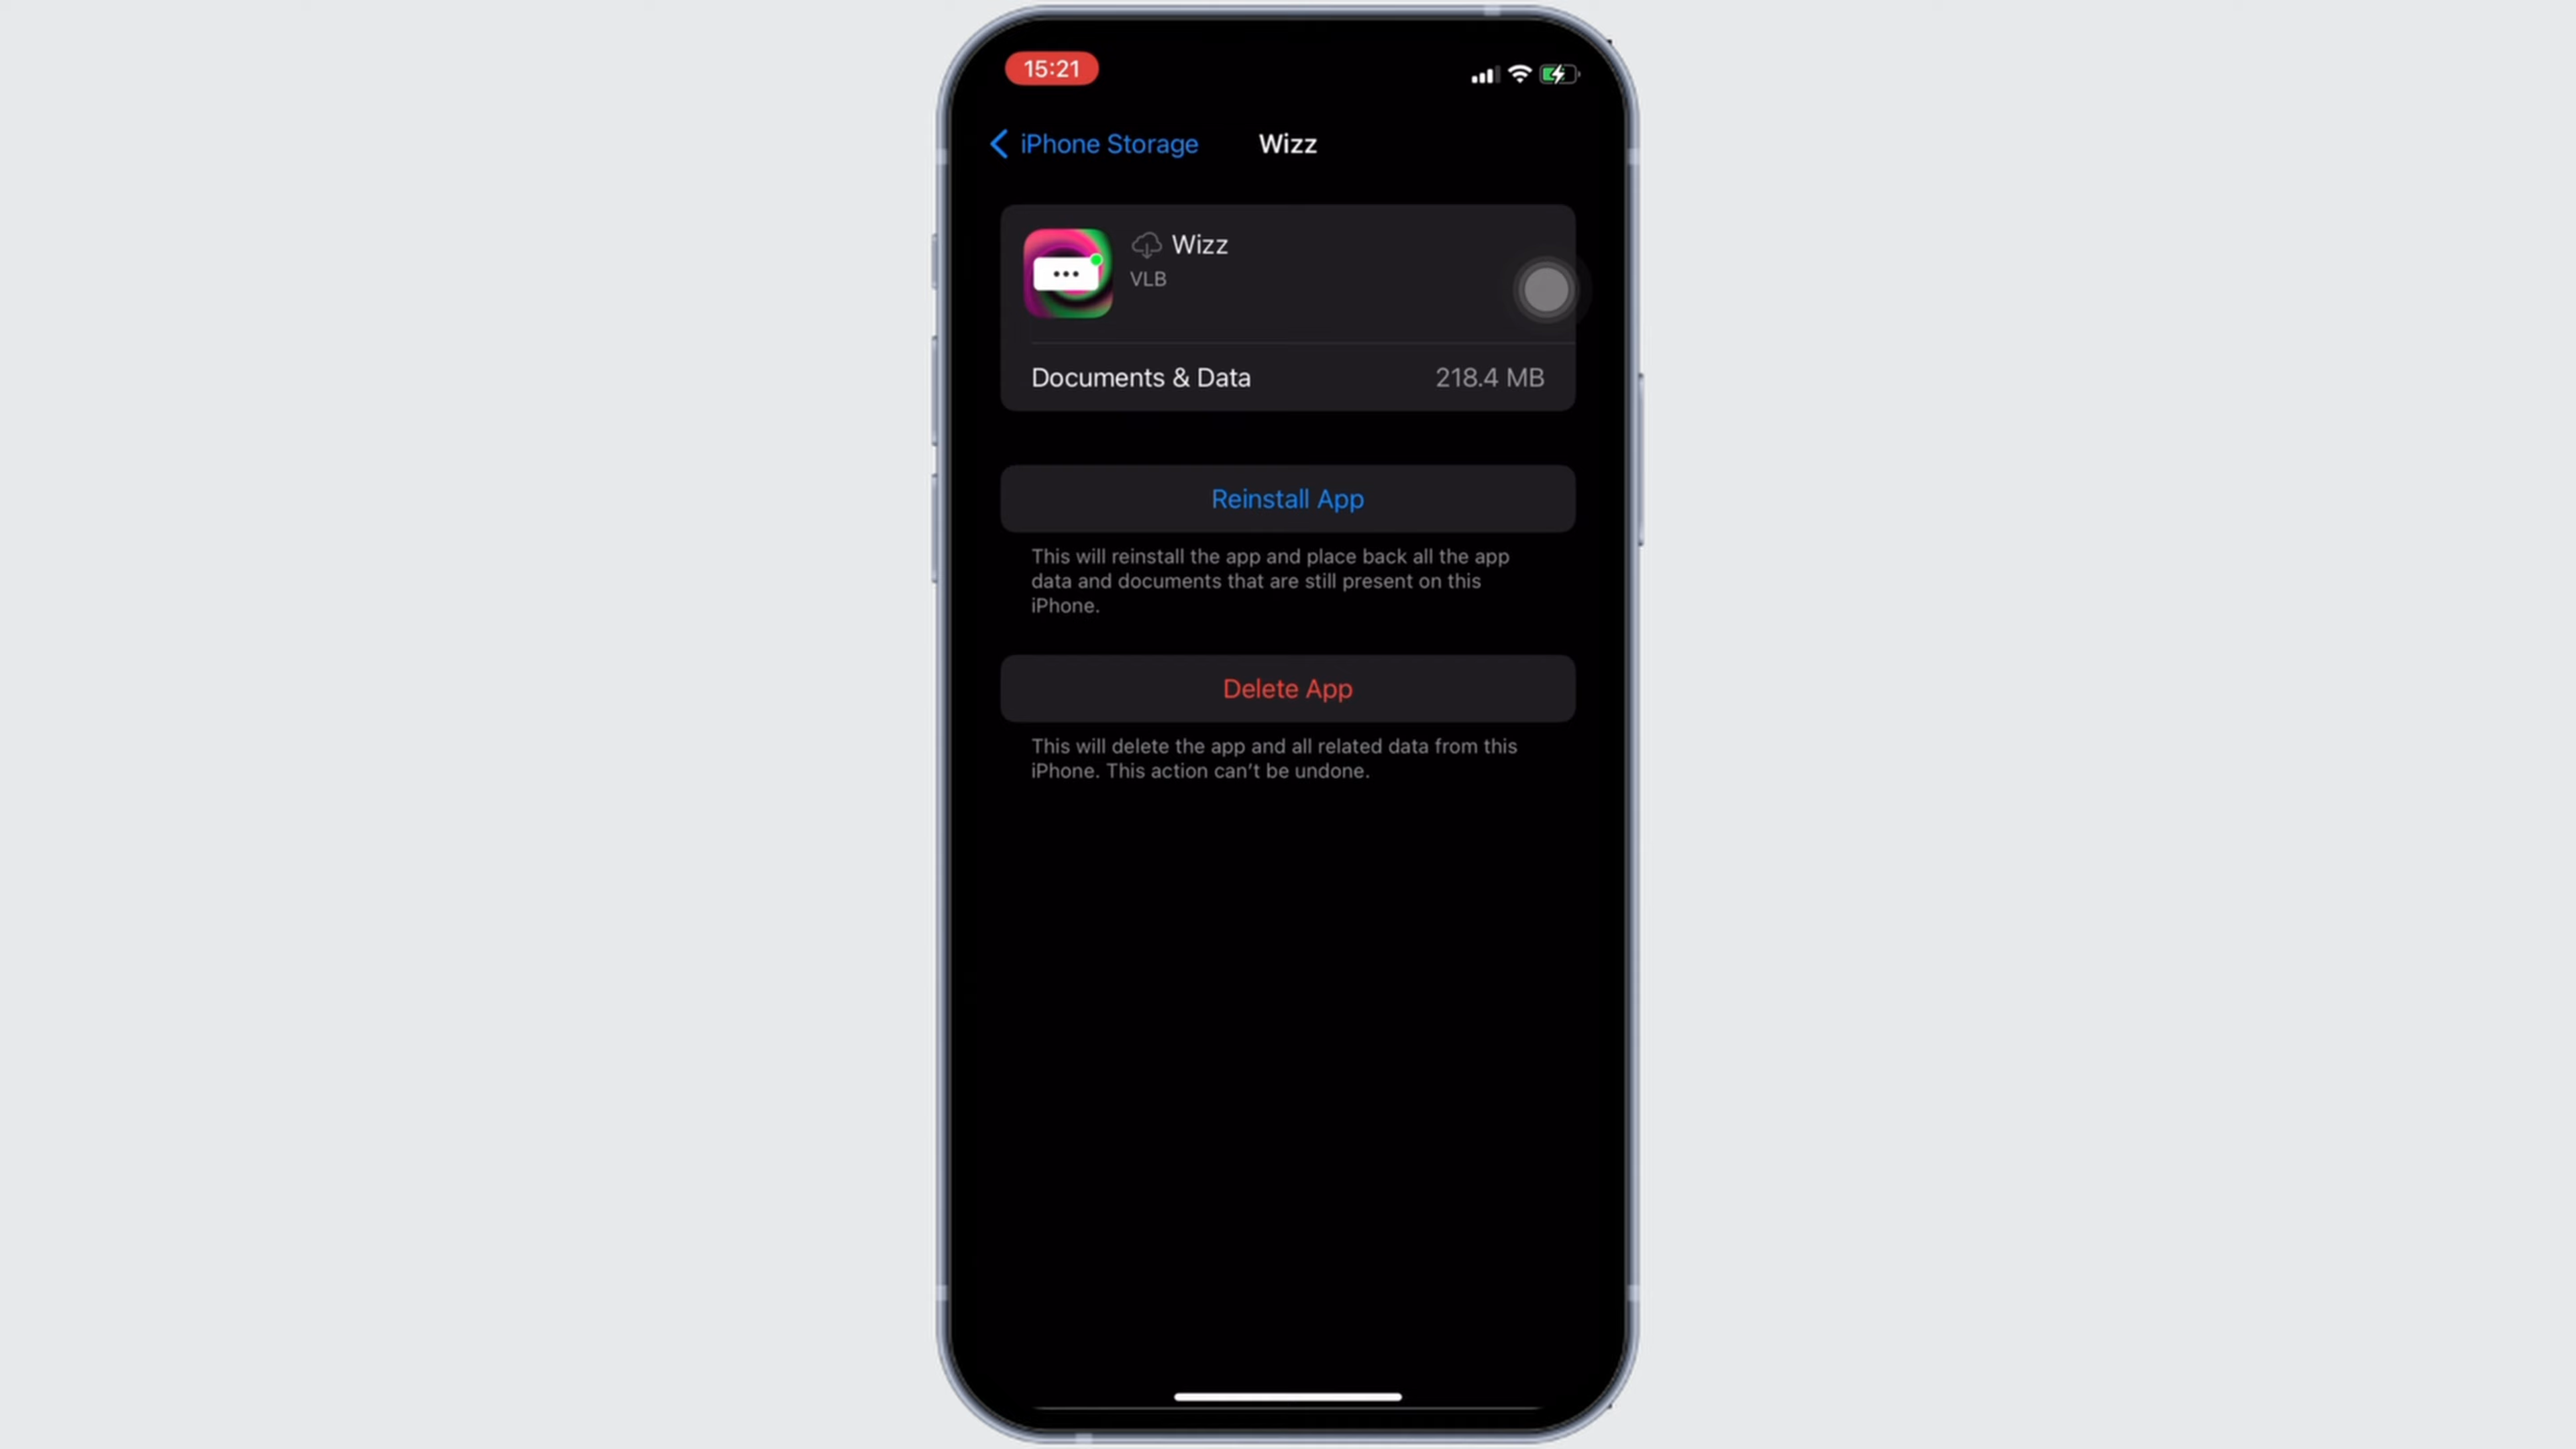 15:21
iPhone Storage
Wizz
Wizz
VLB
Documents & Data 218.4 MB
Reinstall App
This will reinstall the app and place back all the app
data and documents that are still present on this
iPhone.
Delete App
This will delete the app and all related data from this
iPhone. This action can’t be undone.